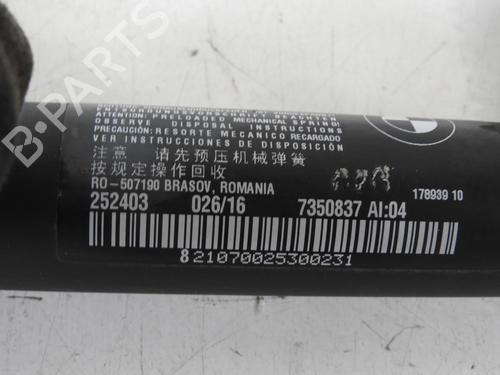 ATTENTION PRELOADED MECHANICAL SPRING
OBSERVE DISPOSAL INSTRUCTIONS
PRECAUCIÓN: RESORTE MECANICO RECARGADO
VER INSTRUCCIONES DE DISPOSICIÓN
注意 请先预压机械弹簧
按规定操作回收
RO-507190 BRASOV, ROMANIA
178939 10
252403 026/16 7350837 AI:04
8 21070025300231